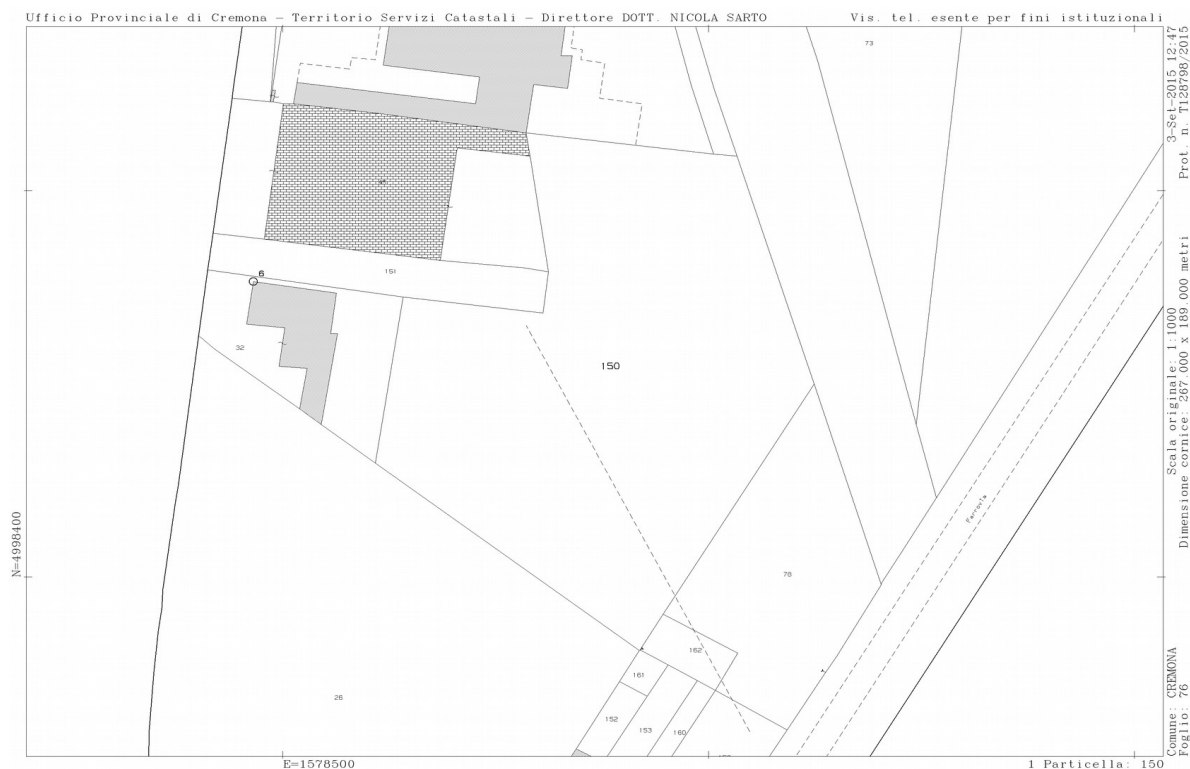 Ufficio Provinciale di Cremona - Territorio Servizi Catastali - Direttore DOTT. NICOLA SARTO
Vis. tel. esente per fini istituzionali
73
6
151
32
150
78
162
161
152
153
160
26
Ferrovia
N=4998400
E=1578500
1 Particella: 150
Comune: CREMONA
Foglio: 76
Scala originale: 1:1000
Dimensione cornice: 267.000 x 189.000 metri
3-Set-2015 12:47
Prot. n. T128798/2015